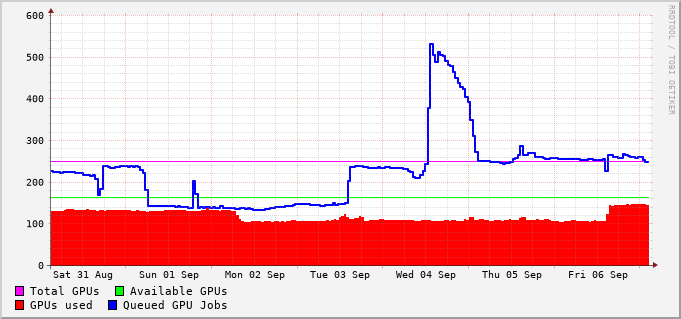 600
500
400
300
200
100
0
Sat 31 Aug Sun 01 Sep Mon 02 Sep Tue 03 Sep Wed 04 Sep Thu 05 Sep Fri 06 Sep
Total GPUs Available GPUs
GPUs used Queued GPU Jobs
RRDTOOL / TOBI OETIKER